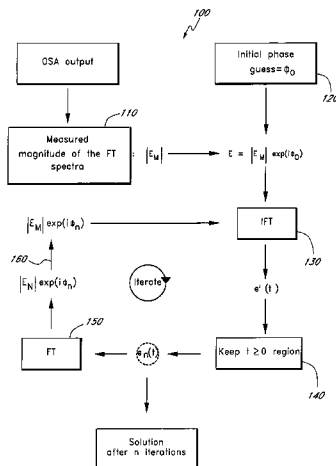 100
OSA output
Initial phase
guess=ϕ0
120
110
Measured
magnitude of the FT
spectra
|EM|
E = |EM| exp(iϕ0)
|EM| exp(iϕn)
IFT
130
160
|EN| exp(iϕn)
Iterate
e'(t)
150
FT
en(t)
Keep t ≥ 0 region
140
Solution
after n iterations